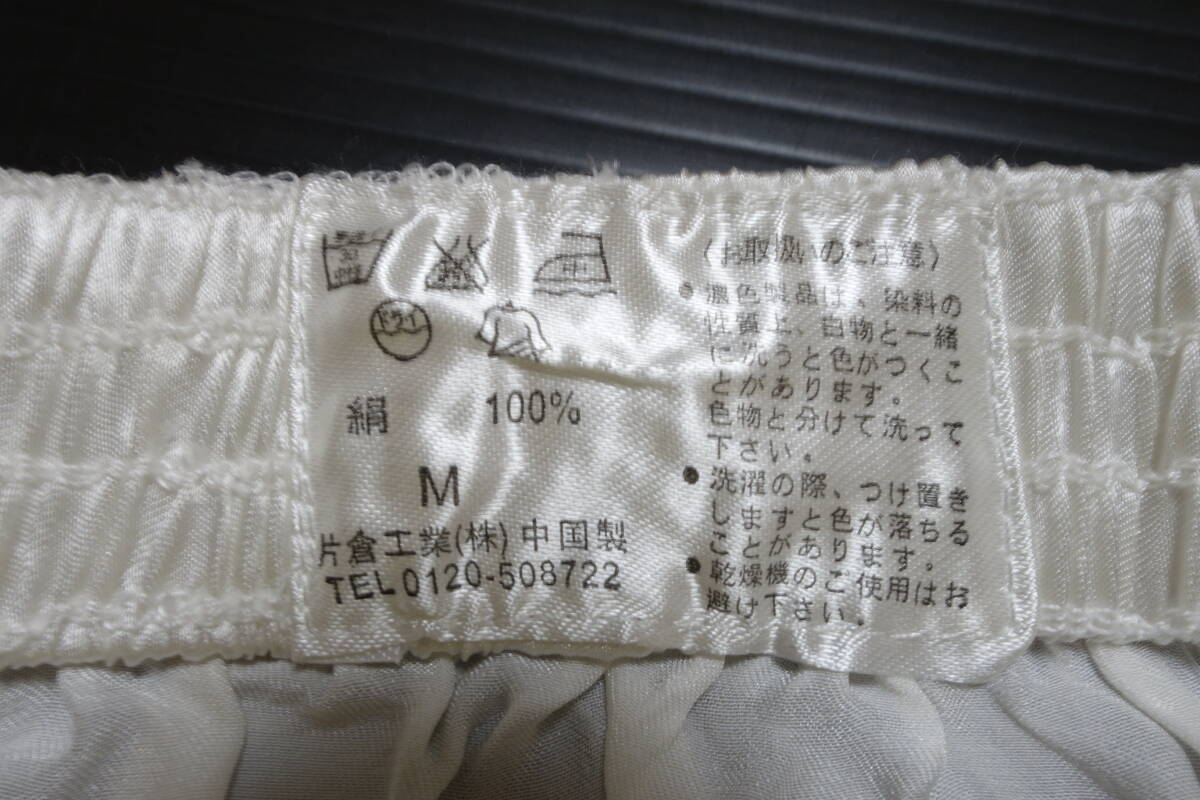 30
中
ドライ
絹 100%
M
片倉工業(株) 中国製
TEL 0120-508722
〈お取扱いのご注意〉
● 濃色製品は、染料の
性質上、白物と一緒
に洗うと色がつくこ
とがあります。
色物と分けて洗って
下さい。
● 洗濯の際、つけ置き
しますと色が落ちる
ことがあります。
● 乾燥機のご使用はお
避け下さい。